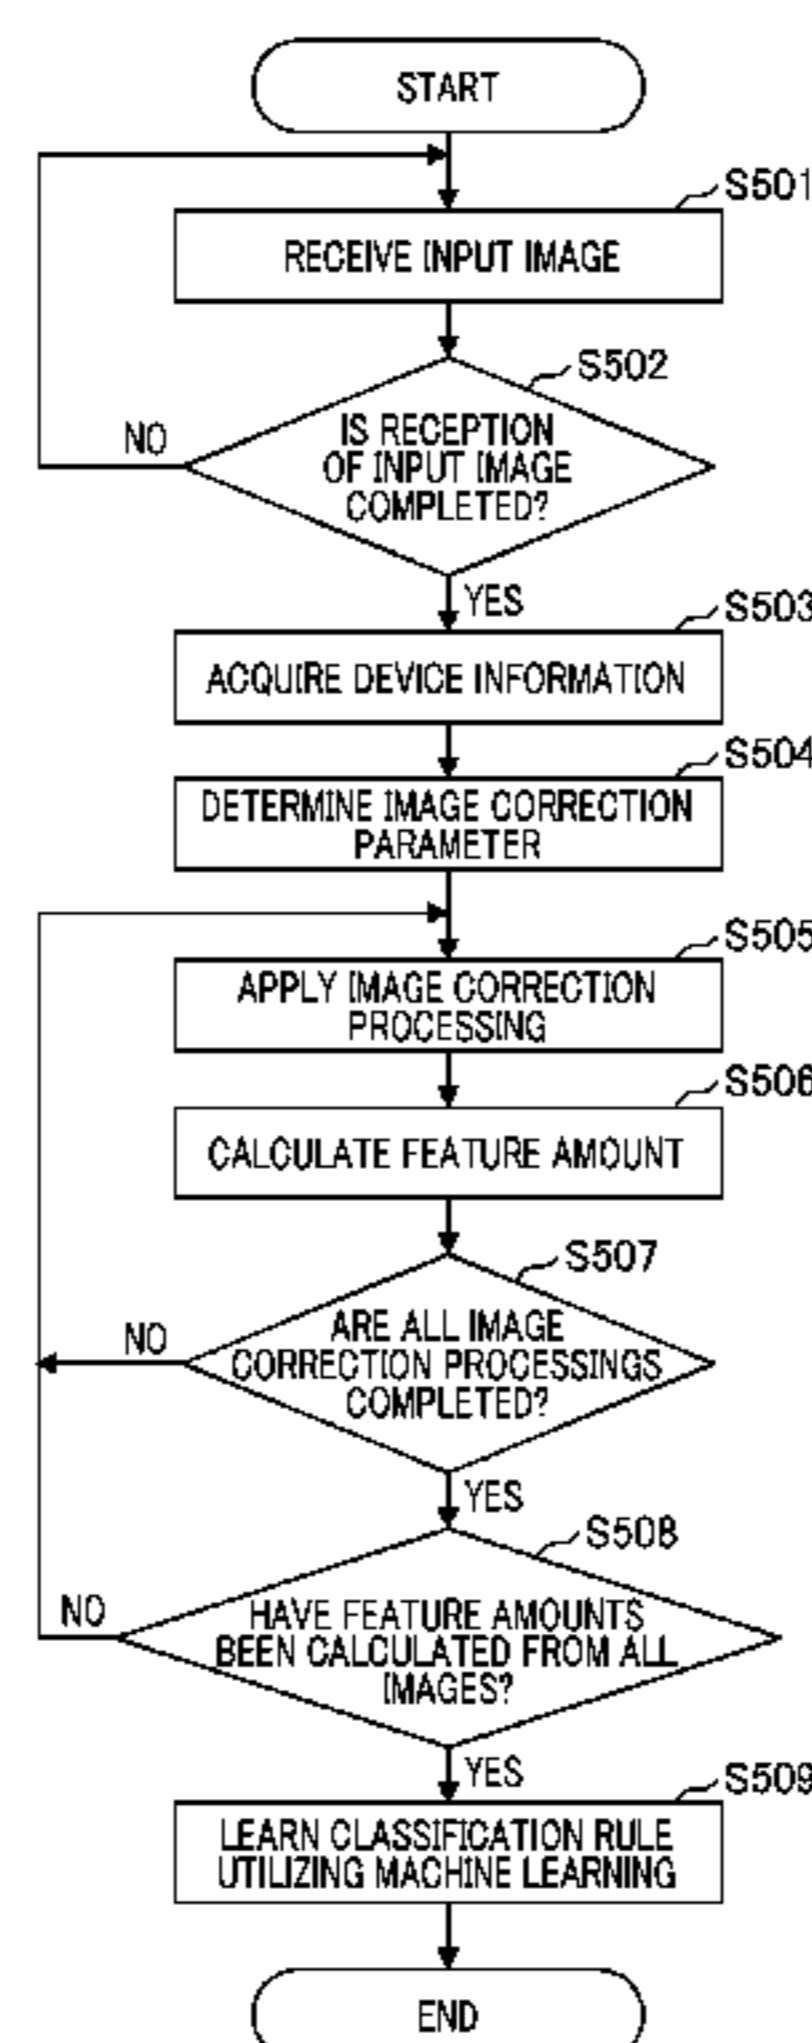 START
S501
RECEIVE INPUT IMAGE
S502
IS RECEPTION
OF INPUT IMAGE
COMPLETED?
NO
YES
S503
ACQUIRE DEVICE INFORMATION
S504
DETERMINE IMAGE CORRECTION
PARAMETER
S505
APPLY IMAGE CORRECTION
PROCESSING
S506
CALCULATE FEATURE AMOUNT
S507
ARE ALL IMAGE
CORRECTION PROCESSINGS
COMPLETED?
NO
YES
S508
HAVE FEATURE AMOUNTS
BEEN CALCULATED FROM ALL
IMAGES?
NO
YES
S509
LEARN CLASSIFICATION RULE
UTILIZING MACHINE LEARNING
END